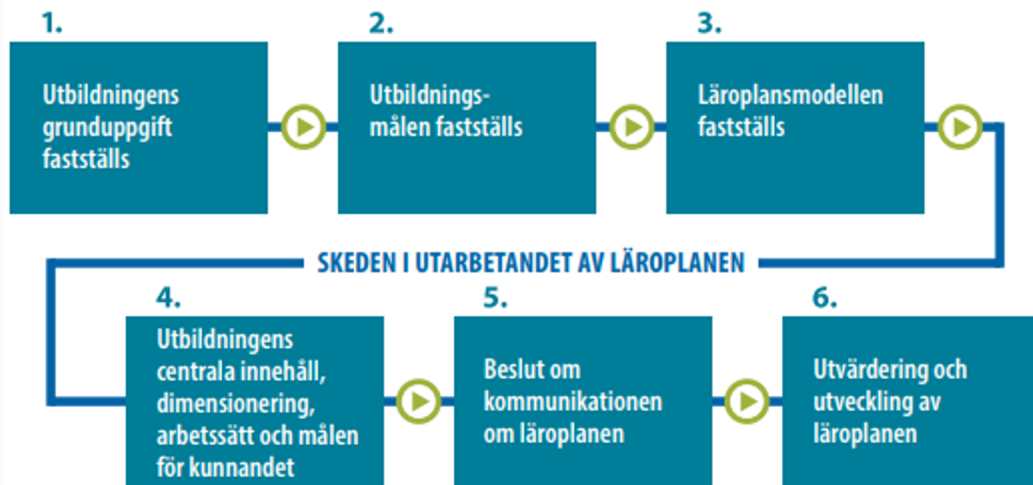 1.
Utbildningens
grunduppgift
fastställs
2.
Utbildnings-
målen fastställs
3.
Läroplansmodellen
fastställs
SKEDEN I UTARBETANDET AV LÄROPLANEN
4.
Utbildningens
centrala innehåll,
dimensionering,
arbetssätt och målen
för kunnandet
5.
Beslut om
kommunikationen
om läroplanen
6.
Utvärdering och
utveckling av
läroplanen